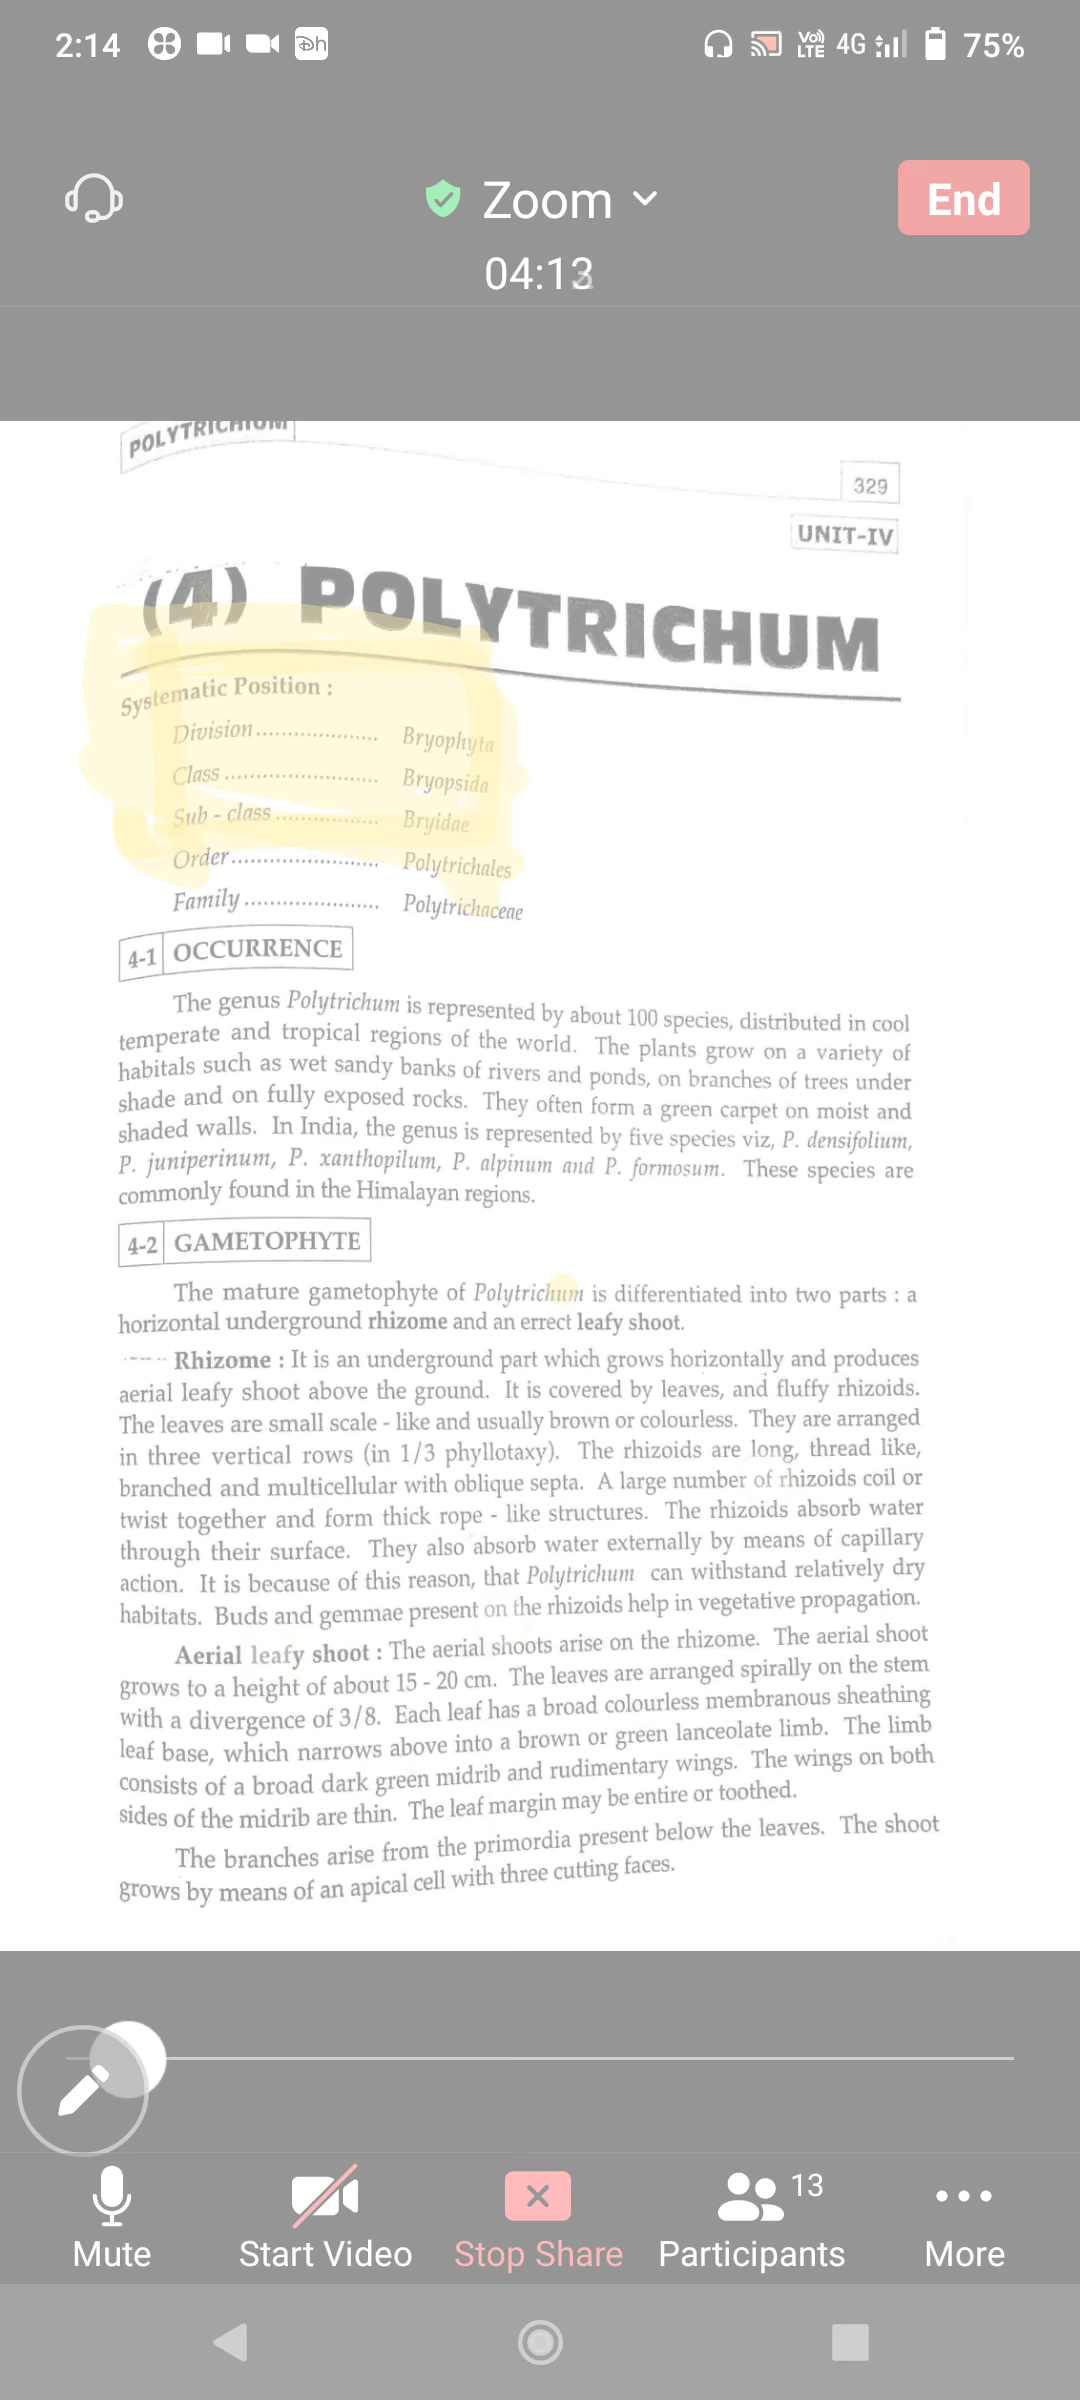 2:14
Dh
VoLTE 4G 75%
Zoom
End
04:13
POLYTRICHIUM
329
UNIT-IV
(4) POLYTRICHUM
Systematic Position :
Division .................... Bryophyta
Class ......................... Bryopsida
Sub - class ................. Bryidae
Order ........................ Polytrichales
Family ...................... Polytrichaceae
4-1 OCCURRENCE
The genus Polytrichum is represented by about 100 species, distributed in cool
temperate and tropical regions of the world. The plants grow on a variety of
habitals such as wet sandy banks of rivers and ponds, on branches of trees under
shade and on fully exposed rocks. They often form a green carpet on moist and
shaded walls. In India, the genus is represented by five species viz, P. densifolium,
P. juniperinum, P. xanthopilum, P. alpinum and P. formosum. These species are
commonly found in the Himalayan regions.
4-2 GAMETOPHYTE
The mature gametophyte of Polytrichum is differentiated into two parts : a
horizontal underground rhizome and an errect leafy shoot.
Rhizome : It is an underground part which grows horizontally and produces
aerial leafy shoot above the ground. It is covered by leaves, and fluffy rhizoids.
The leaves are small scale - like and usually brown or colourless. They are arranged
in three vertical rows (in 1/3 phyllotaxy). The rhizoids are long, thread like,
branched and multicellular with oblique septa. A large number of rhizoids coil or
twist together and form thick rope - like structures. The rhizoids absorb water
through their surface. They also absorb water externally by means of capillary
action. It is because of this reason, that Polytrichum can withstand relatively dry
habitats. Buds and gemmae present on the rhizoids help in vegetative propagation.
Aerial leafy shoot : The aerial shoots arise on the rhizome. The aerial shoot
grows to a height of about 15 - 20 cm. The leaves are arranged spirally on the stem
with a divergence of 3/8. Each leaf has a broad colourless membranous sheathing
leaf base, which narrows above into a brown or green lanceolate limb. The limb
consists of a broad dark green midrib and rudimentary wings. The wings on both
sides of the midrib are thin. The leaf margin may be entire or toothed.
The branches arise from the primordia present below the leaves. The shoot
grows by means of an apical cell with three cutting faces.
13
Mute Start Video Stop Share Participants More